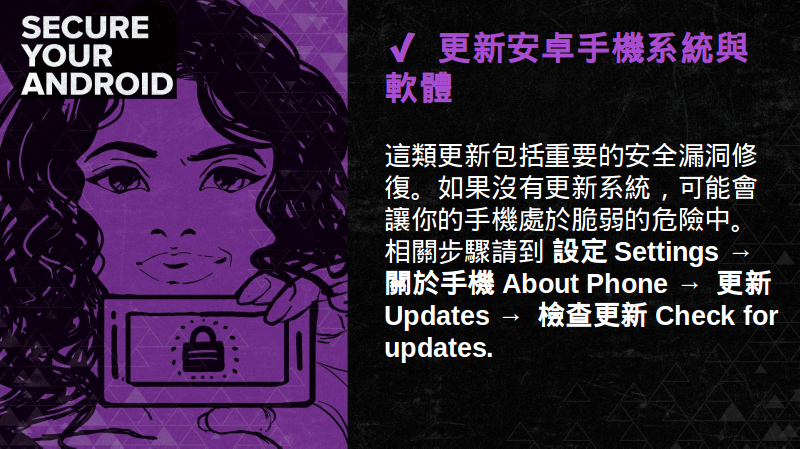 SECURE
YOUR
ANDROID
✓ 更新安卓手機系統與
軟體
這類更新包括重要的安全漏洞修
復。如果沒有更新系統，可能會
讓你的手機處於脆弱的危險中。
相關步驟請到 設定 Settings →
關於手機 About Phone → 更新
Updates → 檢查更新 Check for
updates.